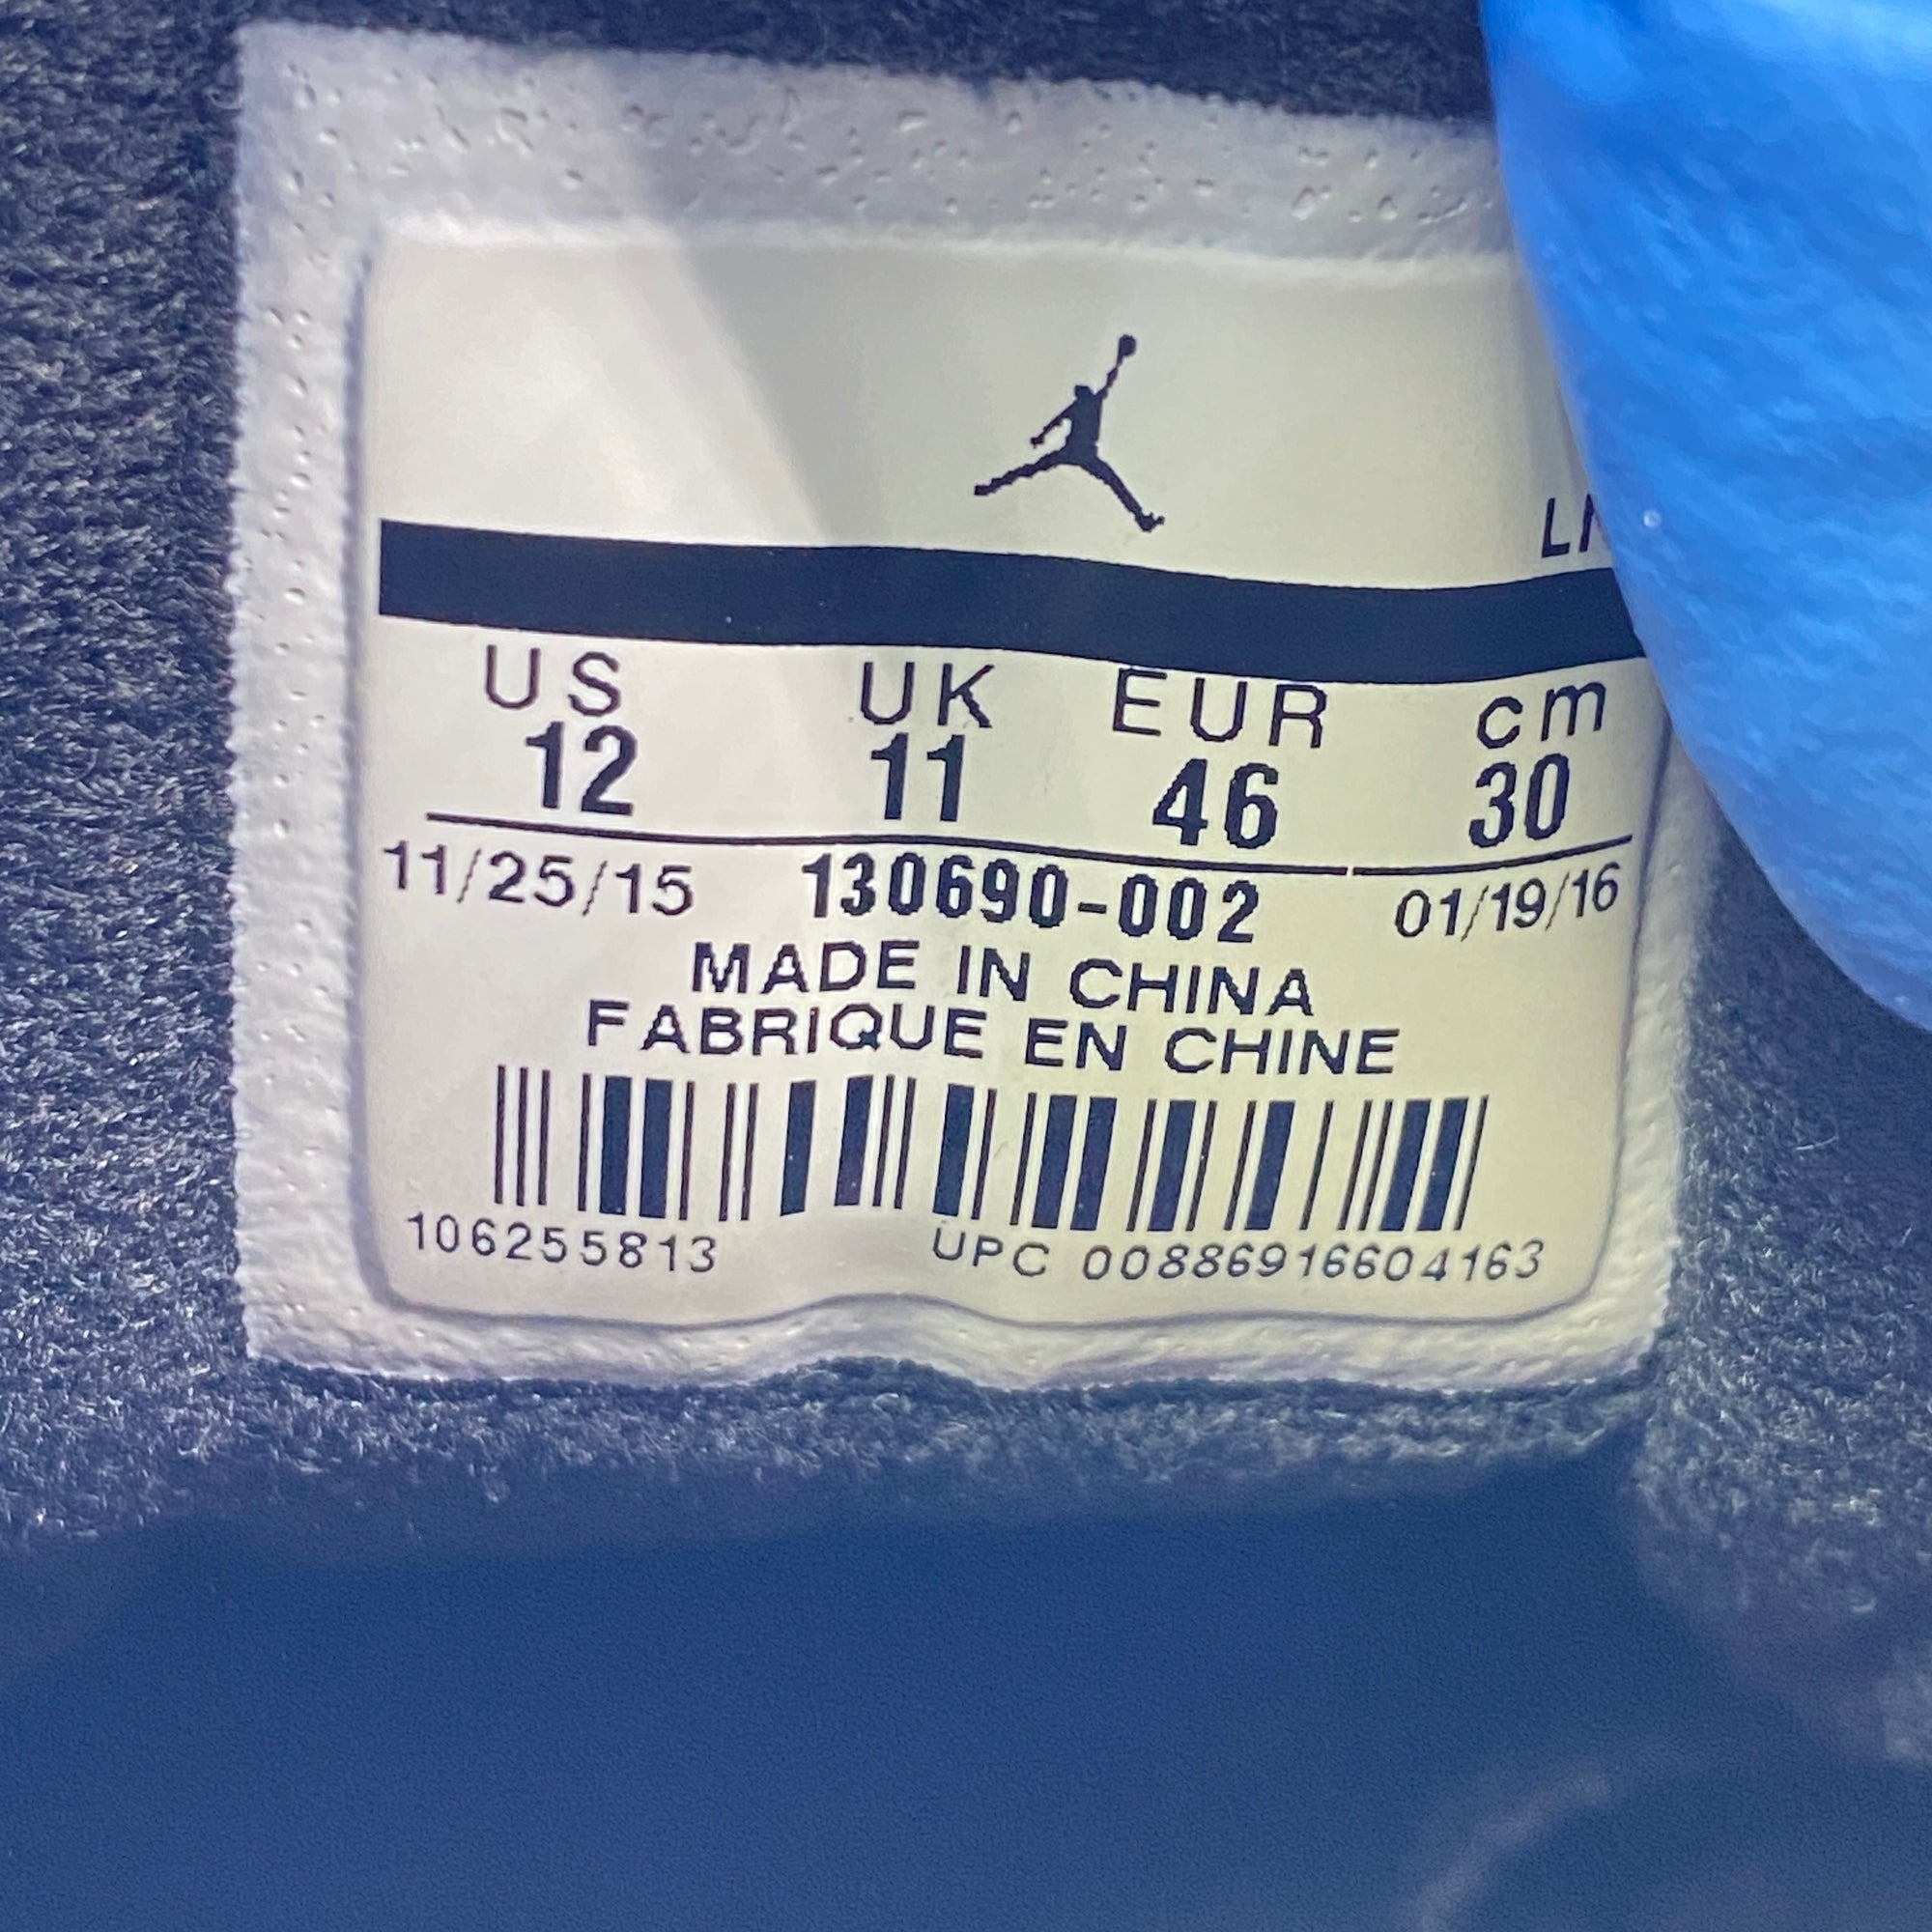 US UK EUR cm
12 11 46 30
11/25/15 130690-002 01/19/16
MADE IN CHINA
FABRIQUE EN CHINE
106255813 UPC 00886916604163